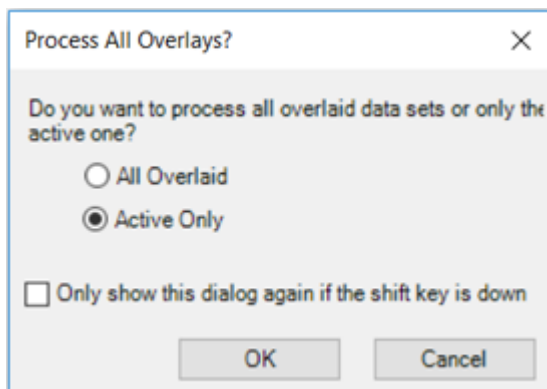 Process All Overlays?
Do you want to process all overlaid data sets or only the
active one?
All Overlaid
Active Only
Only show this dialog again if the shift key is down
OK
Cancel